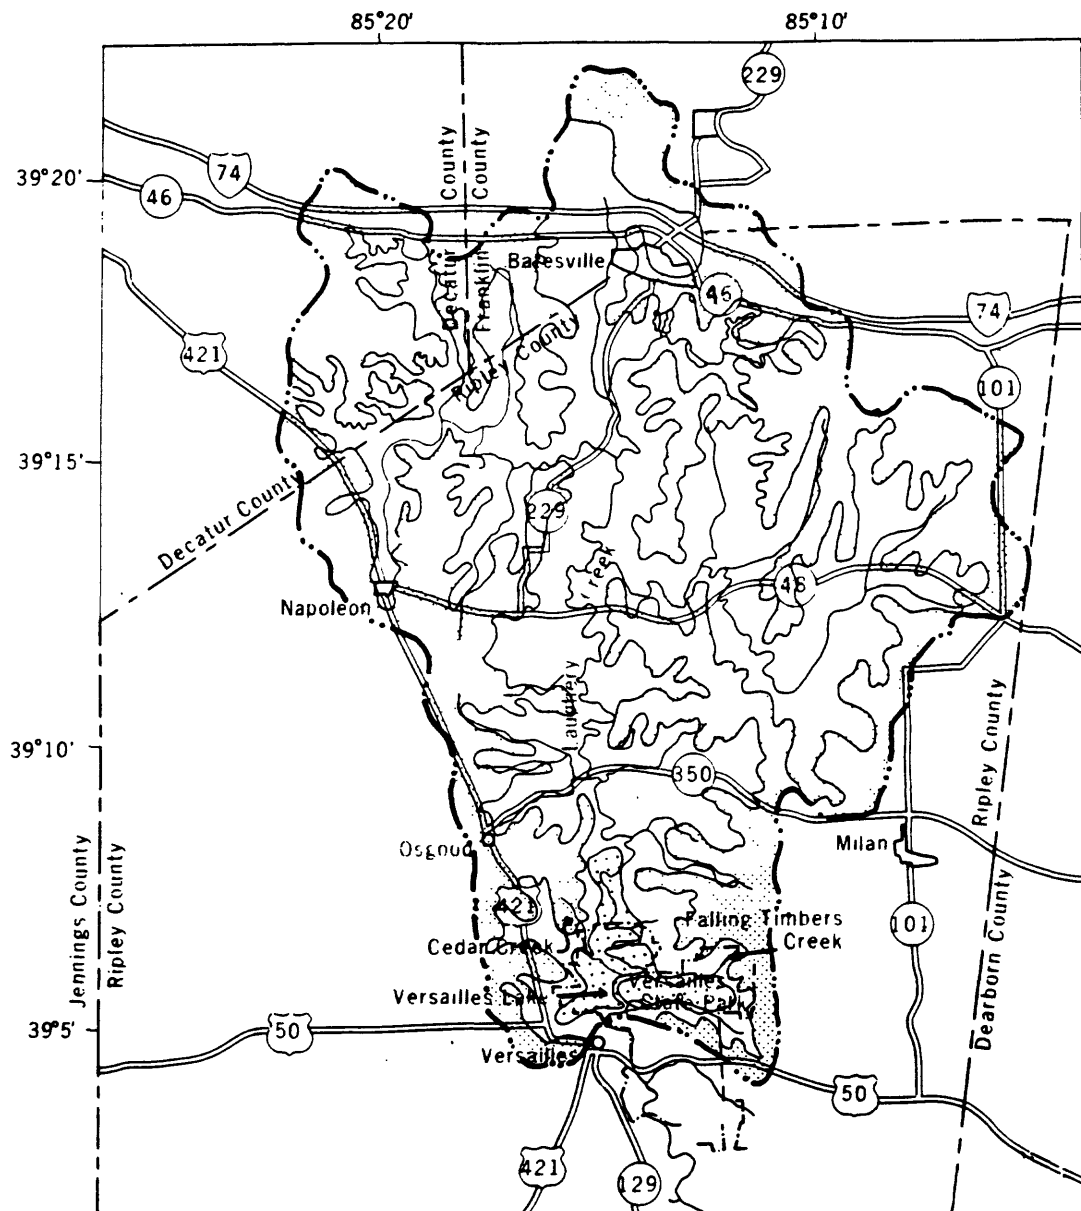 85°20' 85°10'
229
39°20'
74
46
Decatur County
Franklin County
Batesville
46
74
421
Ripley County
101
39°15'
Decatur County
229
Creek
48
Napoleon
Laughery
39°10'
350
Ripley County
Dearborn County
Osgood
Milan
Jennings County
Ripley County
421
Falling Timbers
Creek
101
Cedar Creek
Versailles Lake
Versailles
State Park
39°5'
50
Versailles
50
421
129